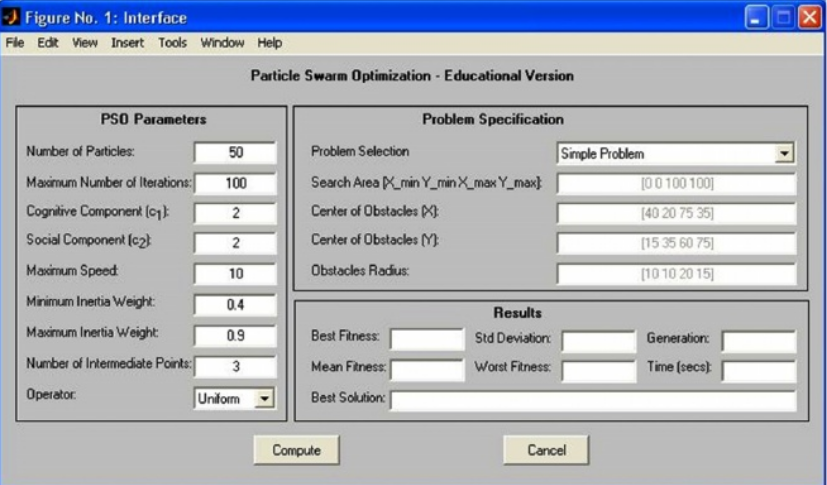 Figure No. 1: Interface
File Edit View Insert Tools Window Help
Particle Swarm Optimization - Educational Version
PSO Parameters
Number of Particles: 50
Maximum Number of Iterations: 100
Cognitive Component (c1): 2
Social Component (c2): 2
Maximum Speed: 10
Minimum Inertia Weight: 0.4
Maximum Inertia Weight: 0.9
Number of Intermediate Points: 3
Operator: Uniform
Problem Specification
Problem Selection Simple Problem
Search Area [X_min Y_min X_max Y_max]: [0 0 100 100]
Center of Obstacles (X): [40 20 75 35]
Center of Obstacles (Y): [15 35 60 75]
Obstacles Radius: [10 10 20 15]
Results
Best Fitness: Std Deviation: Generation:
Mean Fitness: Worst Fitness: Time (secs):
Best Solution:
Compute Cancel